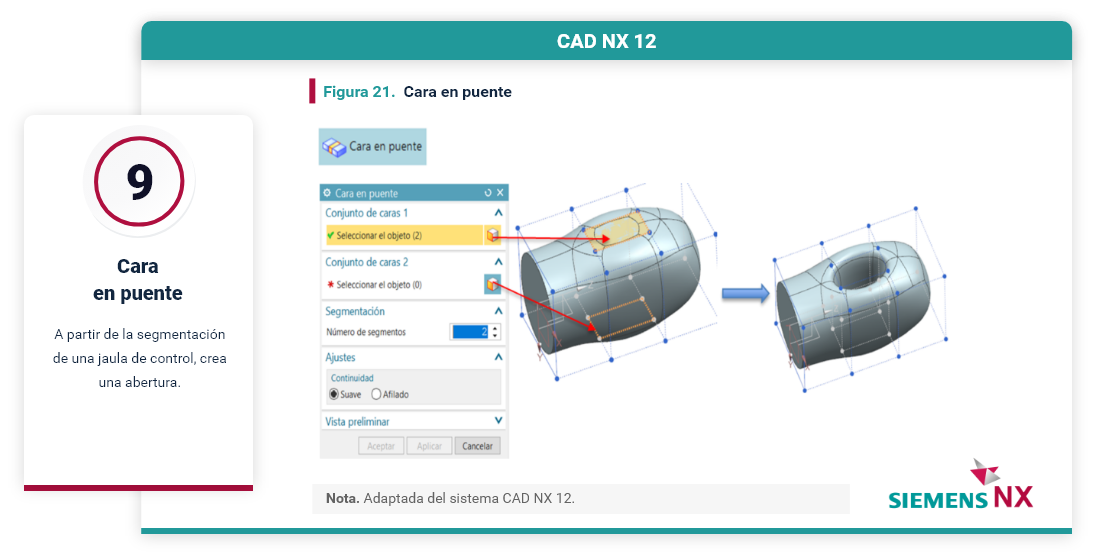 CAD NX 12
9
Cara
en puente
A partir de la segmentación
de una jaula de control, crea
una abertura.
Figura 21. Cara en puente
Cara en puente
Cara en puente
Conjunto de caras 1
Seleccionar el objeto (2)
Conjunto de caras 2
* Seleccionar el objeto (0)
Segmentación
Número de segmentos 2
Ajustes
Continuidad
Suave Afilado
Vista preliminar
Aceptar Aplicar Cancelar
Y X
Y X
Nota. Adaptada del sistema CAD NX 12.
SIEMENS NX